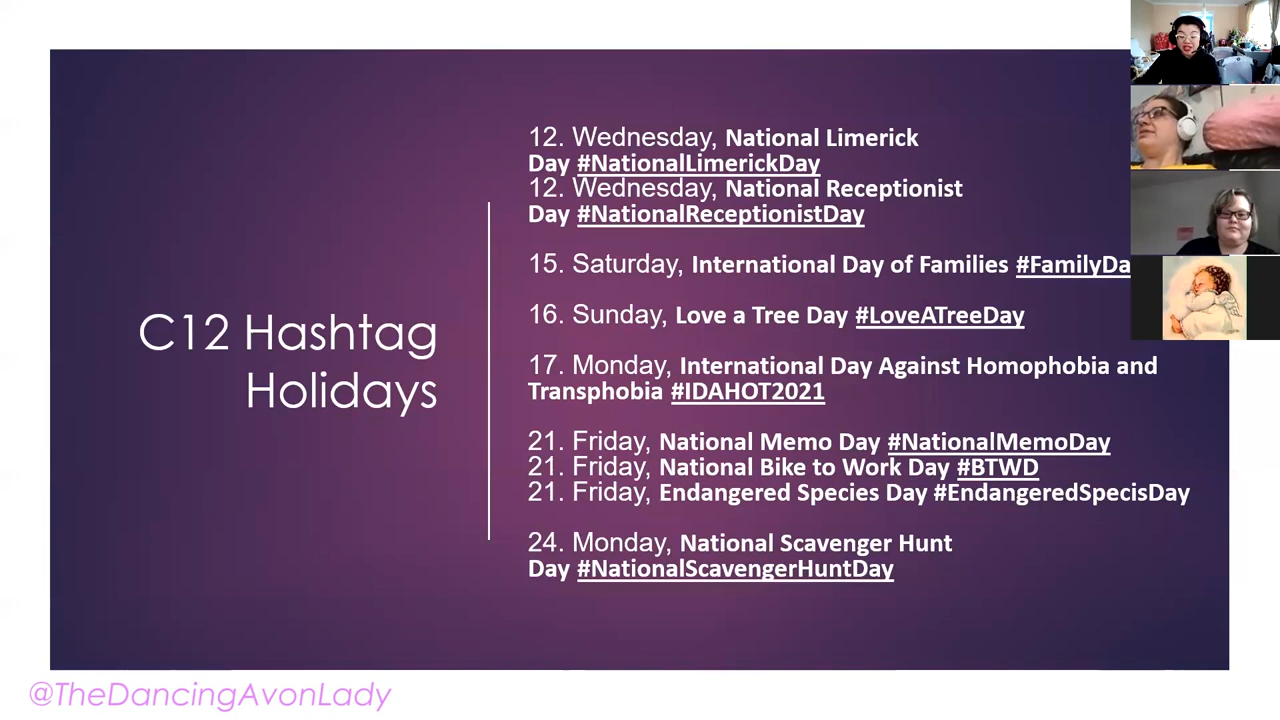 C12 Hashtag
Holidays
12. Wednesday, National Limerick
Day #NationalLimerickDay
12. Wednesday, National Receptionist
Day #NationalReceptionistDay
15. Saturday, International Day of Families #FamilyDa
16. Sunday, Love a Tree Day #LoveATreeDay
17. Monday, International Day Against Homophobia and
Transphobia #IDAHOT2021
21. Friday, National Memo Day #NationalMemoDay
21. Friday, National Bike to Work Day #BTWD
21. Friday, Endangered Species Day #EndangeredSpecisDay
24. Monday, National Scavenger Hunt
Day #NationalScavengerHuntDay
@TheDancingAvonLady